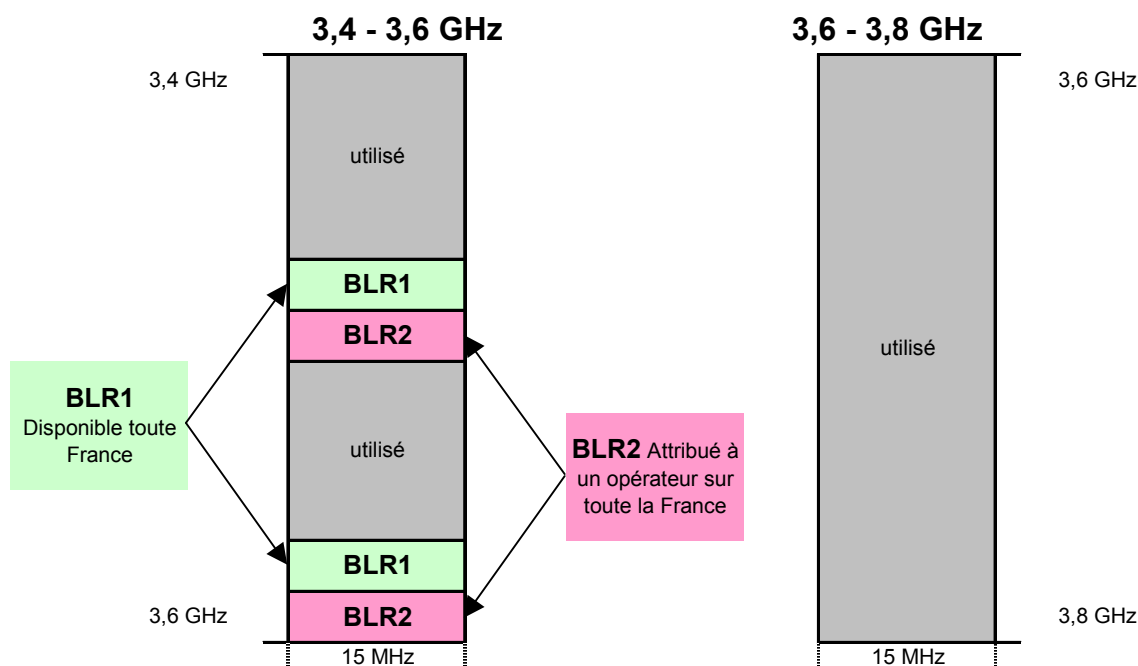 3,4 - 3,6 GHz
3,6 - 3,8 GHz
3,4 GHz
3,6 GHz
utilisé
BLR1
BLR2
utilisé
BLR1
Disponible toute
France
utilisé
BLR2 Attribué à
un opérateur sur
toute la France
BLR1
BLR2
3,6 GHz
3,8 GHz
15 MHz
15 MHz